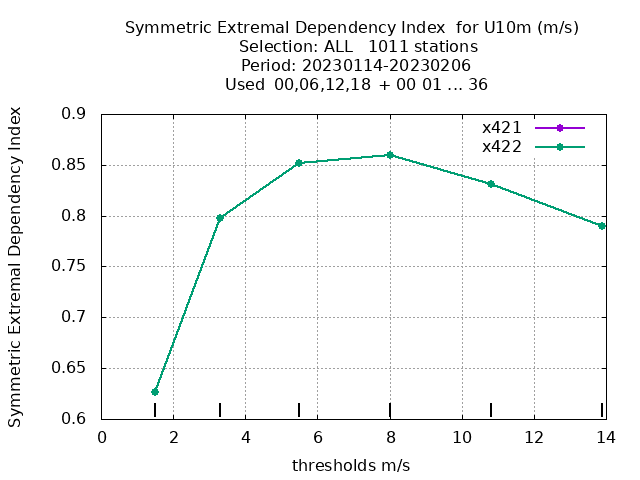 Symmetric Extremal Dependency Index  for U10m (m/s)
Selection: ALL   1011 stations
Period: 20230114-20230206
Used  00,06,12,18  + 00 01 ... 36
x421
x422
Symmetric Extremal Dependency Index
0.9
0.85
0.8
0.75
0.7
0.65
0.6
0 2 4 6 8 10 12 14
thresholds m/s